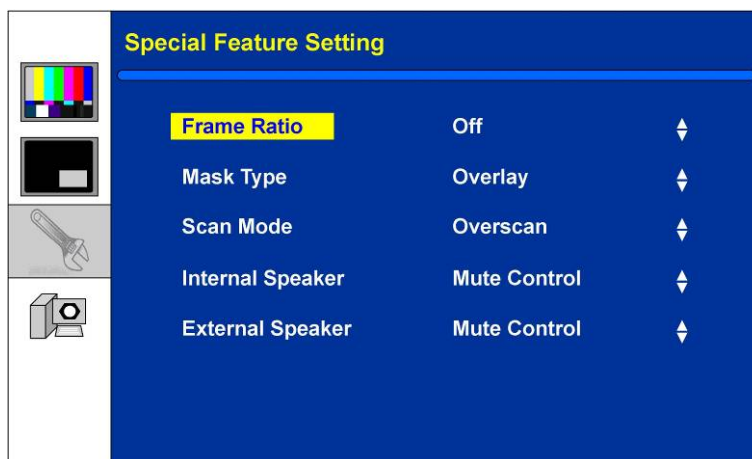 Special Feature Setting
Frame Ratio Off
Mask Type Overlay
Scan Mode Overscan
Internal Speaker Mute Control
External Speaker Mute Control